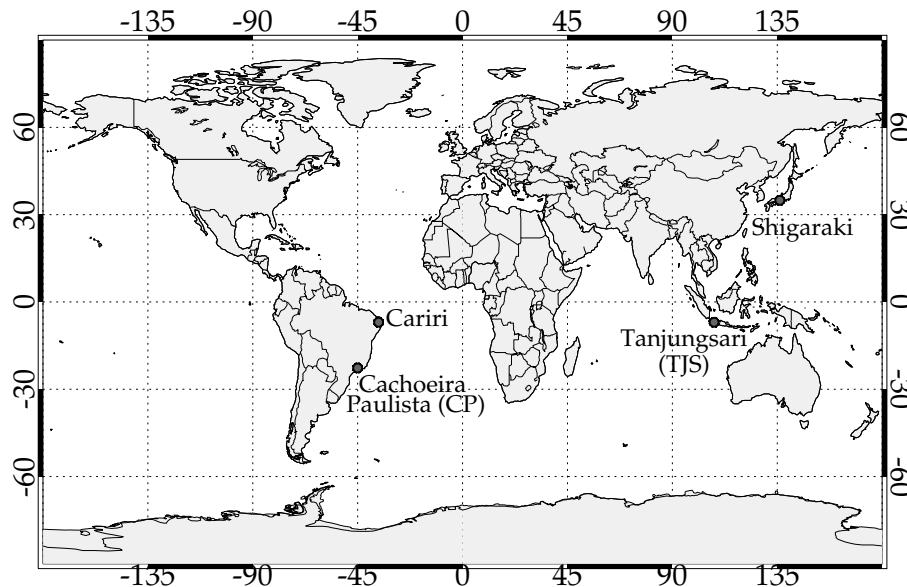 -135 -90 -45 0 45 90 135
60 60
30 30
Shigaraki
0 0
Cariri
Tanjungsari
(TJS)
-30 -30
Cachoeira
Paulista (CP)
-60 -60
-135 -90 -45 0 45 90 135